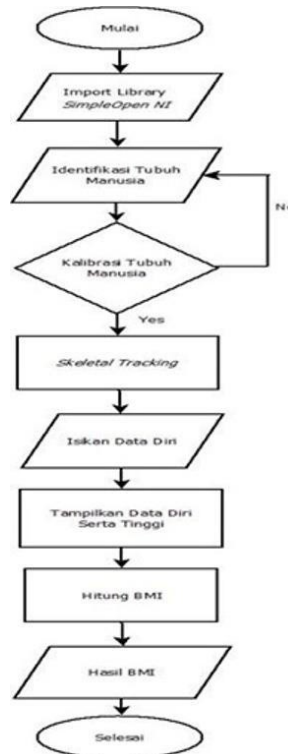 Mulai
Import Library
SimpleOpen NI
Identifikasi Tubuh
Manusia
Kalibrasi Tubuh
Manusia
Yes
Skeletal Tracking
Isikan Data Diri
Tampilkan Data Diri
Serta Tinggi
Hitung BMI
Hasil BMI
Selesai